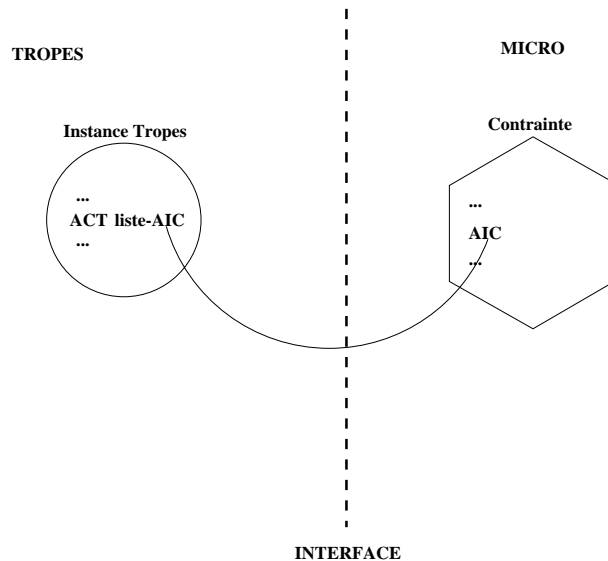 TROPES
MICRO
Instance Tropes
...
ACT liste-AIC
...
Contrainte
...
AIC
...
INTERFACE